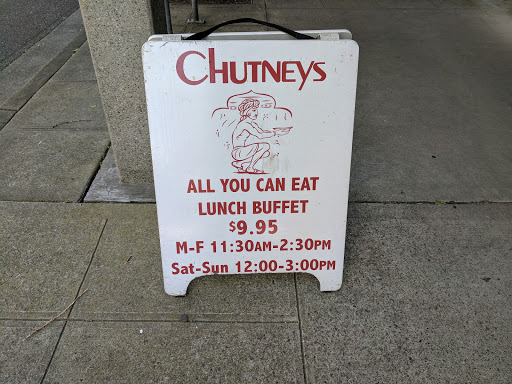 CHUTNEYS
ALL YOU CAN EAT
LUNCH BUFFET
$9.95
M-F 11:30AM-2:30PM
Sat-Sun 12:00-3:00PM